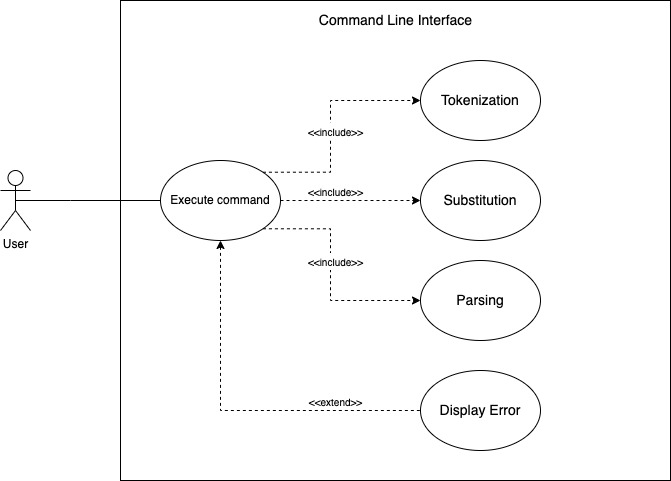 Command Line Interface
Tokenization
<<include>>
Execute command
<<include>>
Substitution
User
<<include>>
Parsing
<<extend>>
Display Error